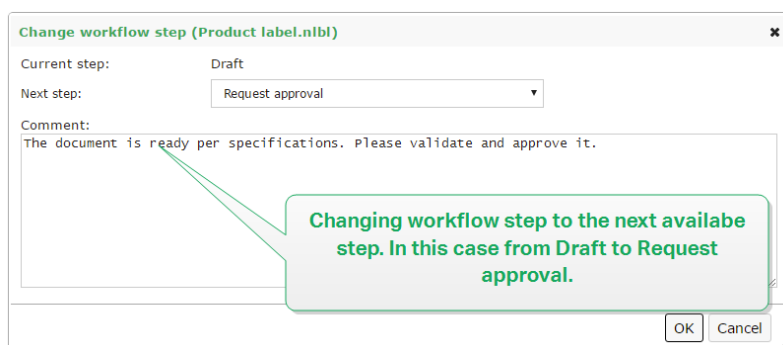 Change workflow step (Product label.nlbl)
Current step: Draft
Next step: Request approval
Comment:
The document is ready per specifications. Please validate and approve it.
Changing workflow step to the next availabe
step. In this case from Draft to Request
approval.
OK Cancel